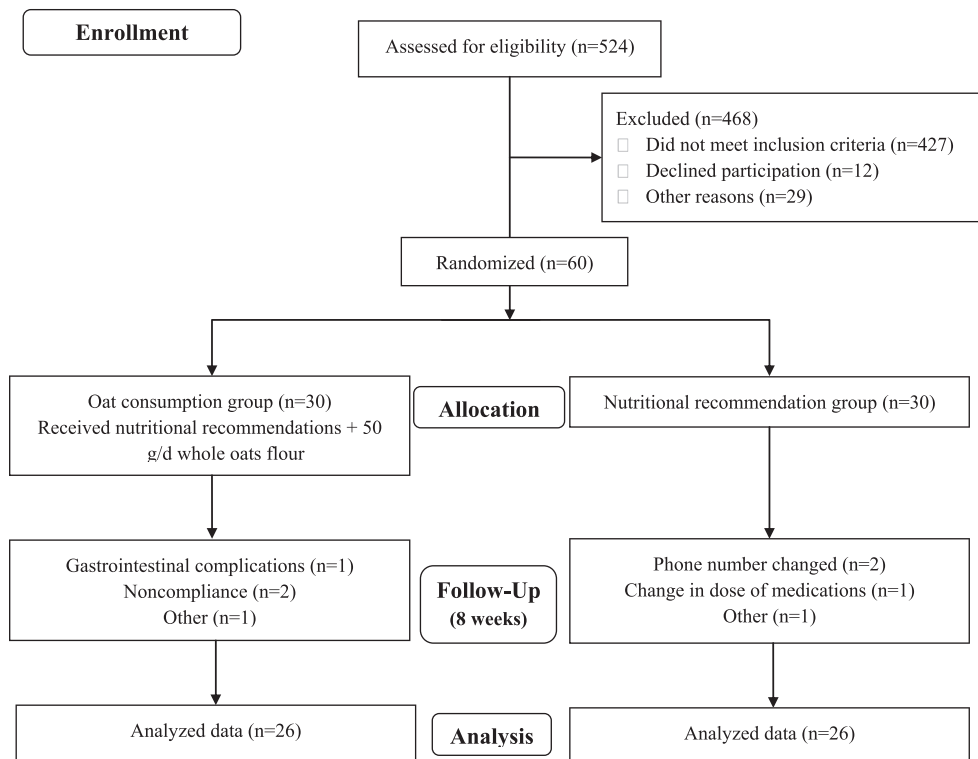 Enrollment
Assessed for eligibility (n=524)
Excluded (n=468)
Did not meet inclusion criteria (n=427)
Declined participation (n=12)
Other reasons (n=29)
Randomized (n=60)
Oat consumption group (n=30)
Received nutritional recommendations + 50
g/d whole oats flour
Allocation
Nutritional recommendation group (n=30)
Gastrointestinal complications (n=1)
Noncompliance (n=2)
Other (n=1)
Follow-Up
(8 weeks)
Phone number changed (n=2)
Change in dose of medications (n=1)
Other (n=1)
Analyzed data (n=26)
Analysis
Analyzed data (n=26)